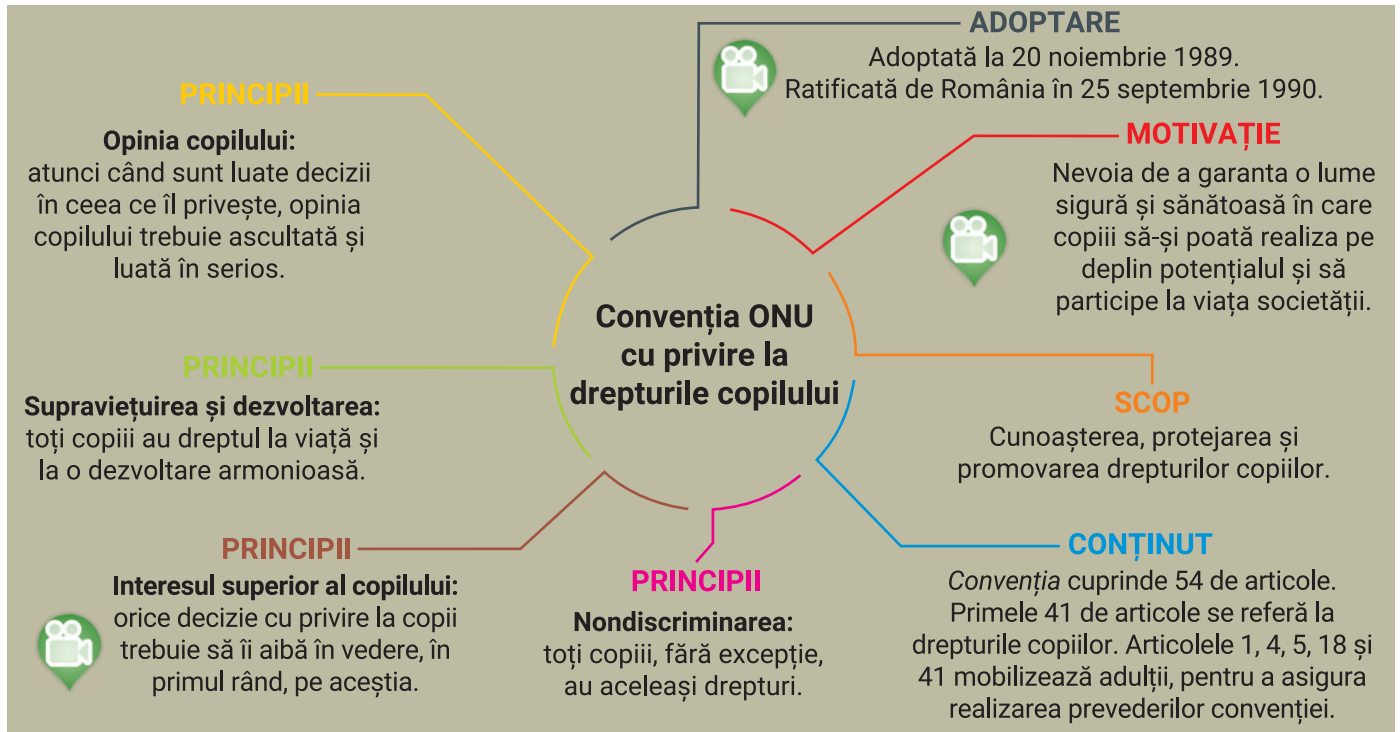 ADOPTARE
Adoptată la 20 noiembrie 1989.
Ratificată de România în 25 septembrie 1990.
MOTIVAȚIE
Nevoia de a garanta o lume
sigură și sănătoasă în care
copiii să-și poată realiza pe
deplin potențialul și să
participe la viața societății.
SCOP
Cunoașterea, protejarea și
promovarea drepturilor copiilor.
CONȚINUT
Convenția cuprinde 54 de articole.
Primele 41 de articole se referă la
drepturile copiilor. Articolele 1, 4, 5, 18 și
41 mobilizează adulții, pentru a asigura
realizarea prevederilor convenției.
PRINCIPII
Nondiscriminarea:
toți copiii, fără excepție,
au aceleași drepturi.
PRINCIPII
Interesul superior al copilului:
orice decizie cu privire la copii
trebuie să îi aibă în vedere, în
primul rând, pe aceștia.
PRINCIPII
Supraviețuirea și dezvoltarea:
toți copiii au dreptul la viață și
la o dezvoltare armonioasă.
PRINCIPII
Opinia copilului:
atunci când sunt luate decizii
în ceea ce îl privește, opinia
copilului trebuie ascultată și
luată în serios.
Convenția ONU
cu privire la
drepturile copilului